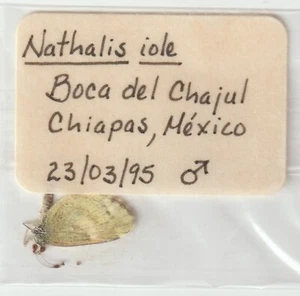 Nathalis iole
Boca del Chajul
Chiapas, México
23/03/95 ♂